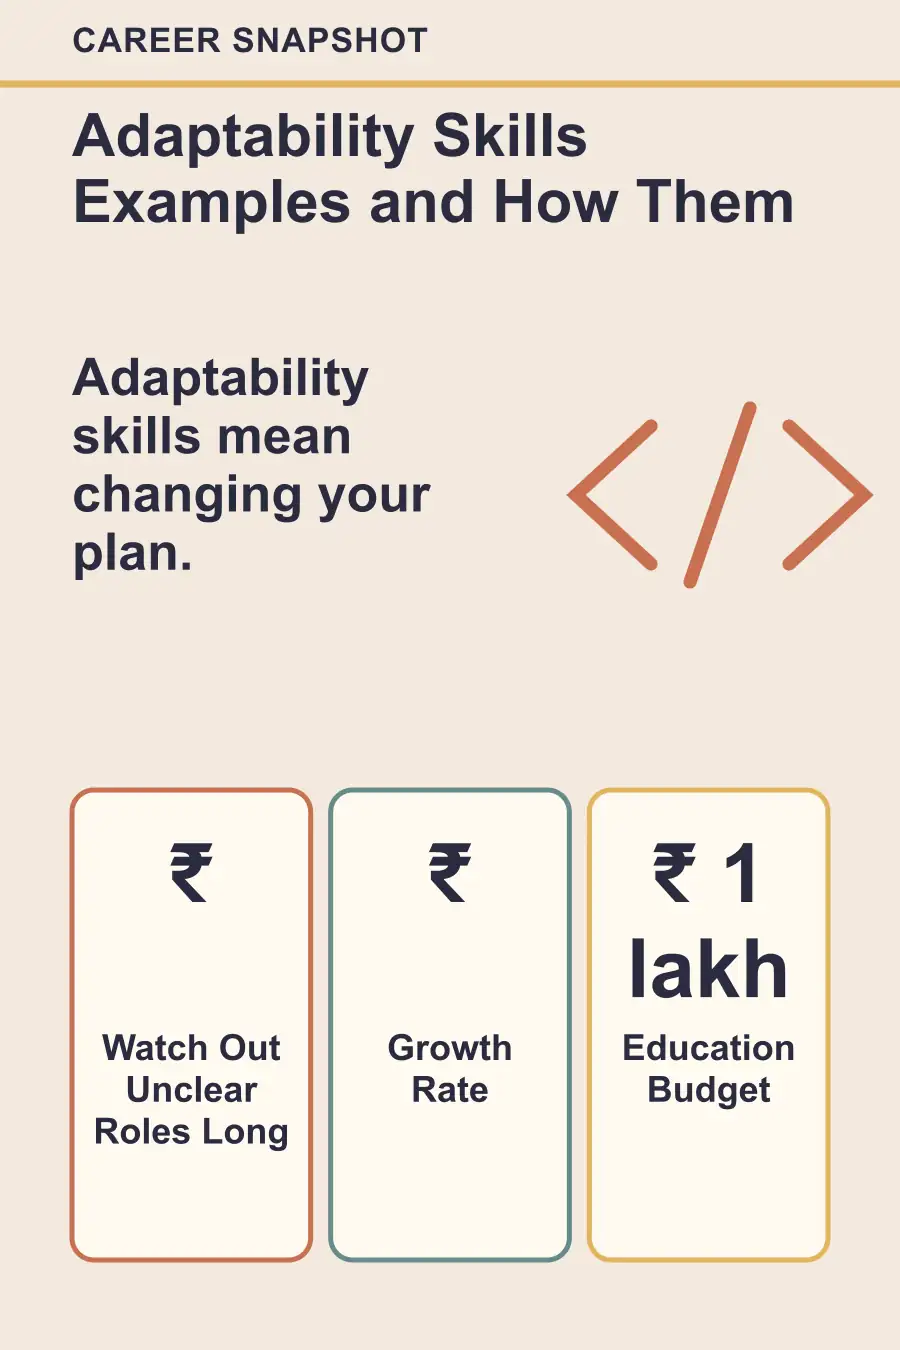 CAREER SNAPSHOT
Adaptability Skills
Examples and How Them
Adaptability
skills mean
changing your
plan.
₹
Watch Out
Unclear
Roles Long
₹
Growth
Rate
₹ 1
lakh
Education
Budget